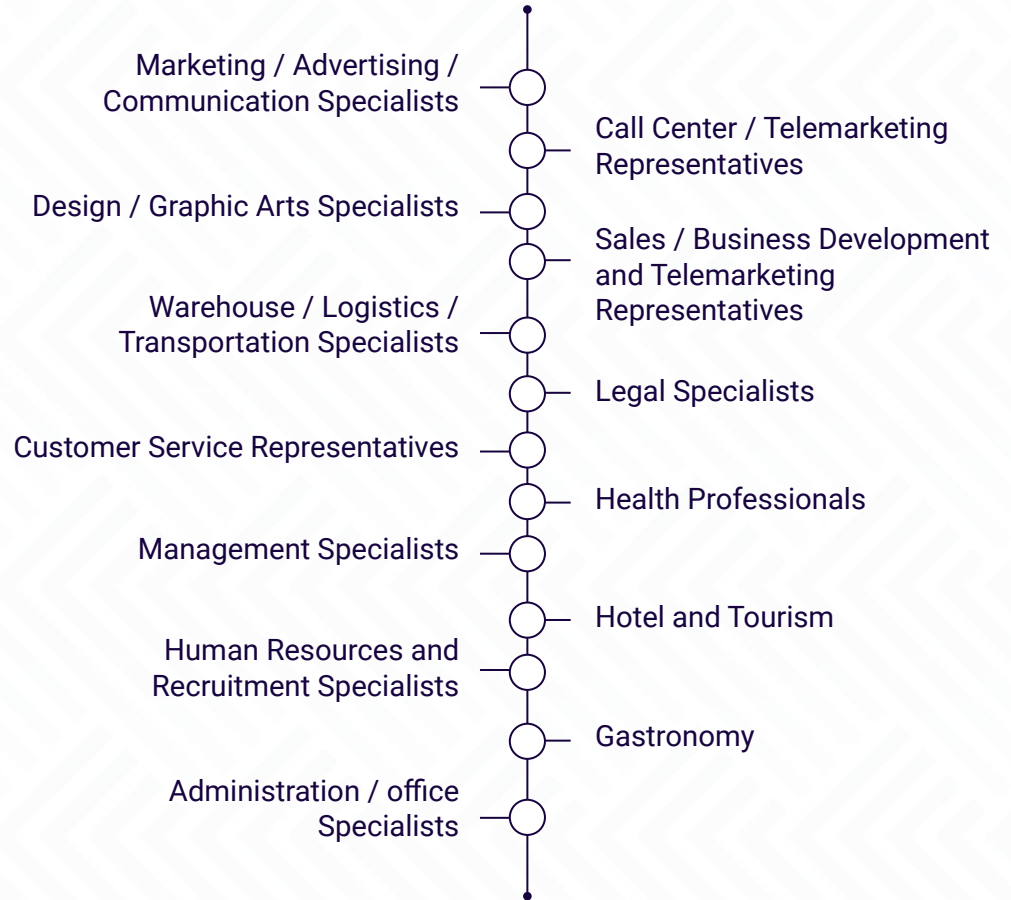 Marketing / Advertising /
Communication Specialists
Call Center / Telemarketing
Representatives
Design / Graphic Arts Specialists
Sales / Business Development
and Telemarketing
Representatives
Warehouse / Logistics /
Transportation Specialists
Legal Specialists
Customer Service Representatives
Health Professionals
Management Specialists
Hotel and Tourism
Human Resources and
Recruitment Specialists
Gastronomy
Administration / office
Specialists